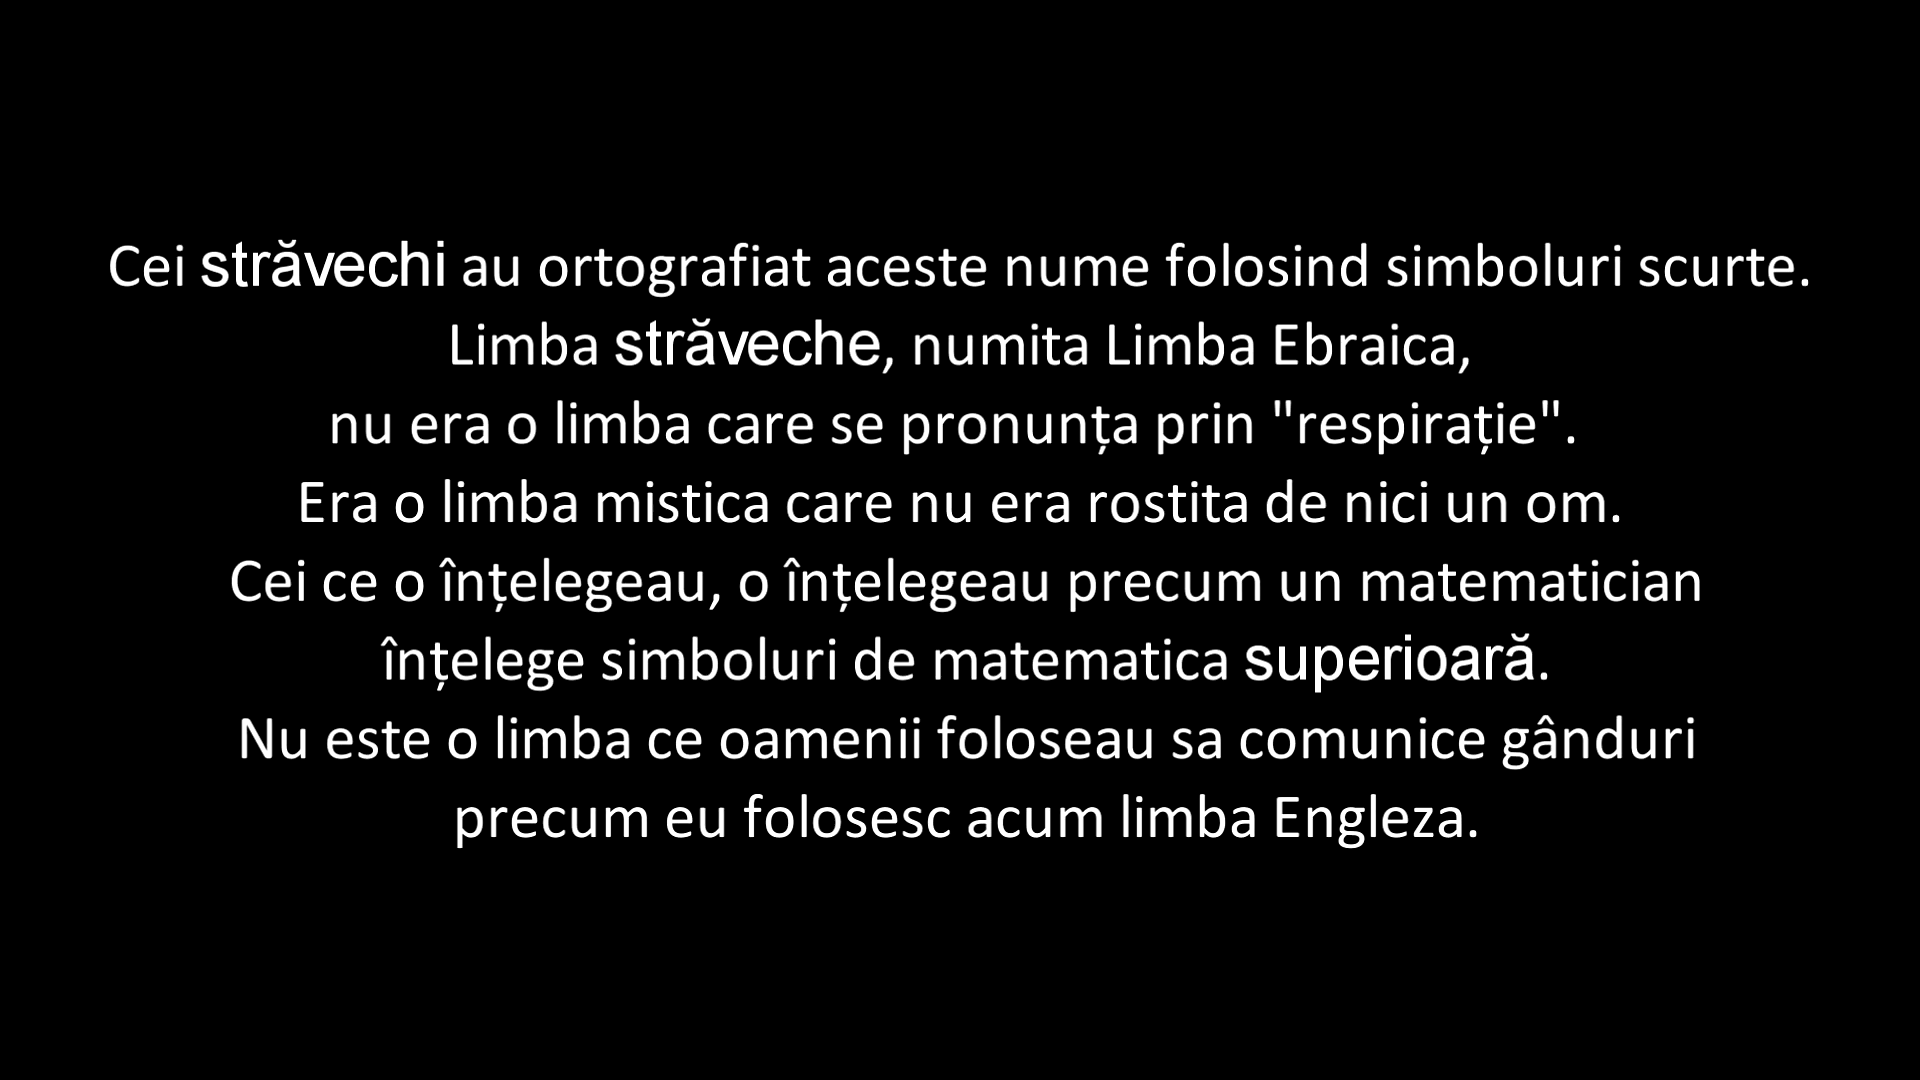 Cei străvechi au ortografiat aceste nume folosind simboluri scurte.
Limba străveche, numita Limba Ebraica,
nu era o limba care se pronunța prin "respirație".
Era o limba mistica care nu era rostita de nici un om.
Cei ce o înțelegeau, o înțelegeau precum un matematician
înțelege simboluri de matematica superioară.
Nu este o limba ce oamenii foloseau sa comunice gânduri
precum eu folosesc acum limba Engleza.